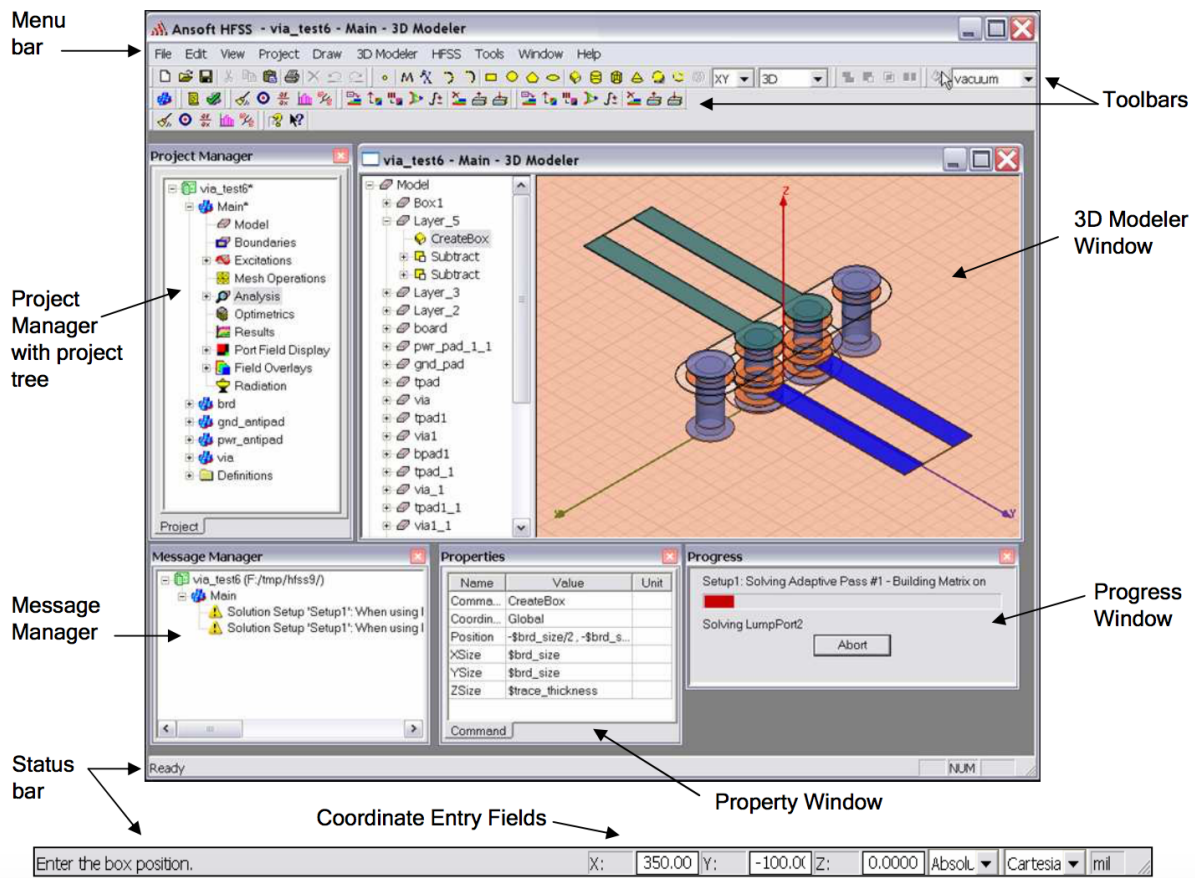 Menu
bar
Ansoft HFSS - via_test6 - Main - 3D Modeler
File Edit View Project Draw 3D Modeler HFSS Tools Window Help
XY 3D vacuum
Toolbars
Project Manager
via_test6*
Main*
Model
Boundaries
Excitations
Mesh Operations
Analysis
Optimetrics
Results
Port Field Display
Field Overlays
Radiation
brd
gnd_antipad
pwr_antipad
via
Definitions
Project
Project
Manager
with project
tree
via_test6 - Main - 3D Modeler
Model
Box1
Layer_5
CreateBox
Subtract
Subtract
Layer_3
Layer_2
board
pwr_pad_1_1
gnd_pad
tpad
via
tpad1
via1
bpad1
tpad_1
via_1
tpad1_1
via1_1
Z
X
Y
3D Modeler
Window
Message Manager
via_test6 (F:/tmp/hfss9/)
Main
Solution Setup 'Setup1': When using l
Solution Setup 'Setup1': When using l
Message
Manager
Properties
Name Value Unit
Comma... CreateBox
Coordin... Global
Position -$brd_size/2 , -$brd_s...
XSize $brd_size
YSize $brd_size
ZSize $trace_thickness
Command
Progress
Setup1: Solving Adaptive Pass #1 - Building Matrix on
Solving LumpPort2
Abort
Progress
Window
Status
bar
Ready NUM
Property Window
Coordinate Entry Fields
Enter the box position. X: 350.00 Y: -100.0( Z: 0.0000 Absolu Cartesia mil